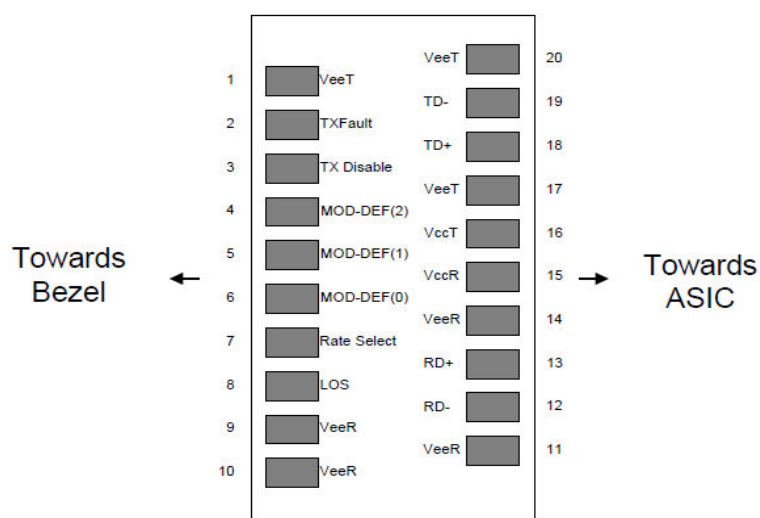 VeeT 20
1 VeeT
TD- 19
2 TXFault
TD+ 18
3 TX Disable
VeeT 17
4 MOD-DEF(2)
VccT 16
5 MOD-DEF(1)
Towards
Bezel
VccR 15
Towards
ASIC
6 MOD-DEF(0)
VeeR 14
7 Rate Select
RD+ 13
8 LOS
RD- 12
9 VeeR
VeeR 11
10 VeeR